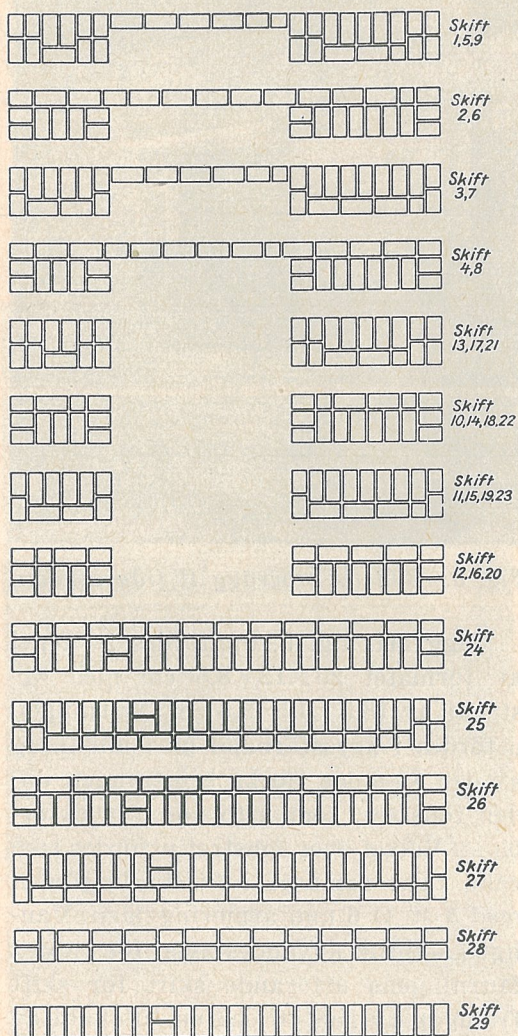 Skift
1,5,9
Skift
2,6
Skift
3,7
Skift
4,8
Skift
13,17,21
Skift
10,14,18,22
Skift
11,15,19,23
Skift
12,16,20
Skift
24
Skift
25
Skift
26
Skift
27
Skift
28
Skift
29